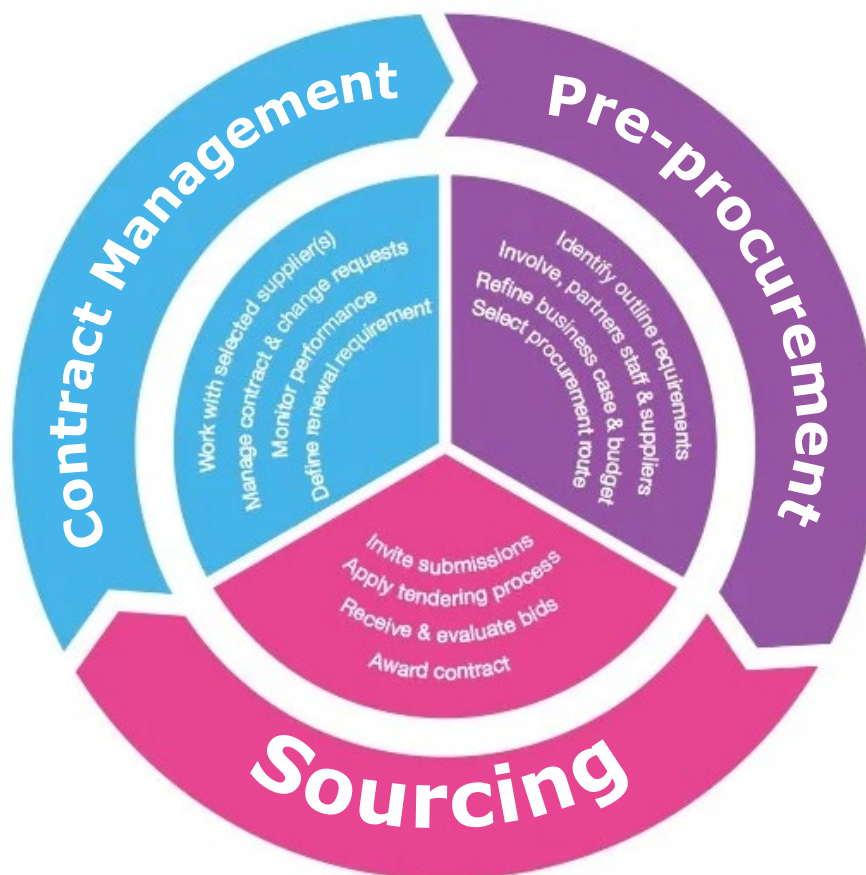 Contract Management
Pre-procurement
Work with selected supplier(s)
Manage contract & change requests
Monitor performance
Define renewal requirement
Identify outline requirements
Involve, partners staff & suppliers
Refine business case & budget
Select procurement route
Invite submissions
Apply tendering process
Receive & evaluate bids
Award contract
Sourcing